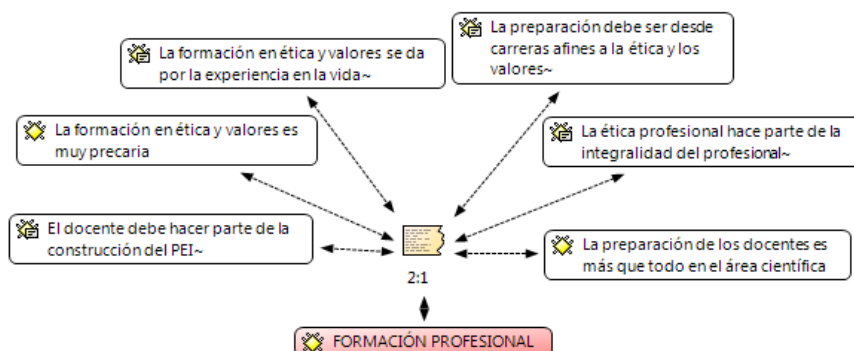 La preparación debe ser desde
carreras afines a la ética y los
valores~
La formación en ética y valores se da
por la experiencia en la vida~
La formación en ética y valores es
muy precaria
La ética profesional hace parte de la
integralidad del profesional~
El docente debe hacer parte de la
construcción del PEI~
La preparación de los docentes es
más que todo en el área científica
2:1
FORMACIÓN PROFESIONAL